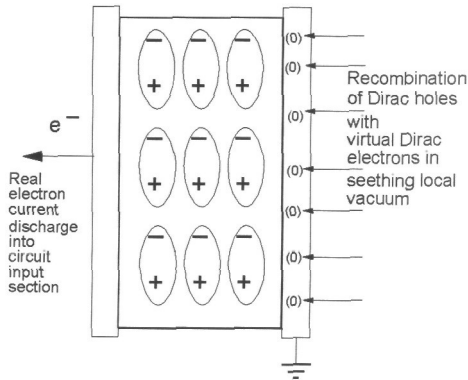 e⁻
Real
electron
current
discharge
into
circuit
input
section
− − −
+ + +
− − −
+ + +
− − −
+ + +
(0)
(0)
(0)
(0)
(0)
(0)
(0)
Recombination
of Dirac holes
with
virtual Dirac
electrons in
seething local
vacuum